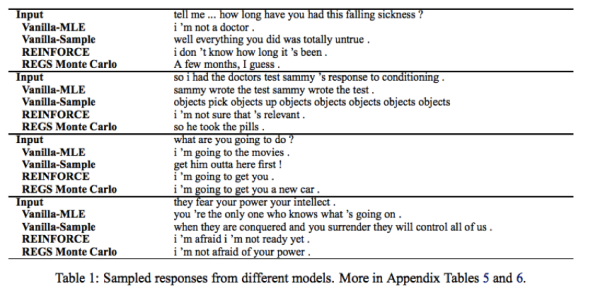 Input tell me ... how long have you had this falling sickness ?
Vanilla-MLE i 'm not a doctor .
Vanilla-Sample well everything you did was totally untrue .
REINFORCE i don 't know how long it 's been .
REGS Monte Carlo A few months, I guess .
Input so i had the doctors test sammy 's response to conditioning .
Vanilla-MLE sammy wrote the test sammy wrote the test .
Vanilla-Sample objects pick objects up objects objects objects objects objects
REINFORCE i 'm not sure that 's relevant .
REGS Monte Carlo so he took the pills .
Input what are you going to do ?
Vanilla-MLE i 'm going to the movies .
Vanilla-Sample get him outta here first !
REINFORCE i 'm going to get you .
REGS Monte Carlo i 'm going to get you a new car .
Input they fear your power your intellect .
Vanilla-MLE you 're the only one who knows what 's going on .
Vanilla-Sample when they are conquered and you surrender they will control all of us .
REINFORCE i 'm afraid i 'm not ready yet .
REGS Monte Carlo i 'm not afraid of your power .
Table 1: Sampled responses from different models. More in Appendix Tables 5 and 6.